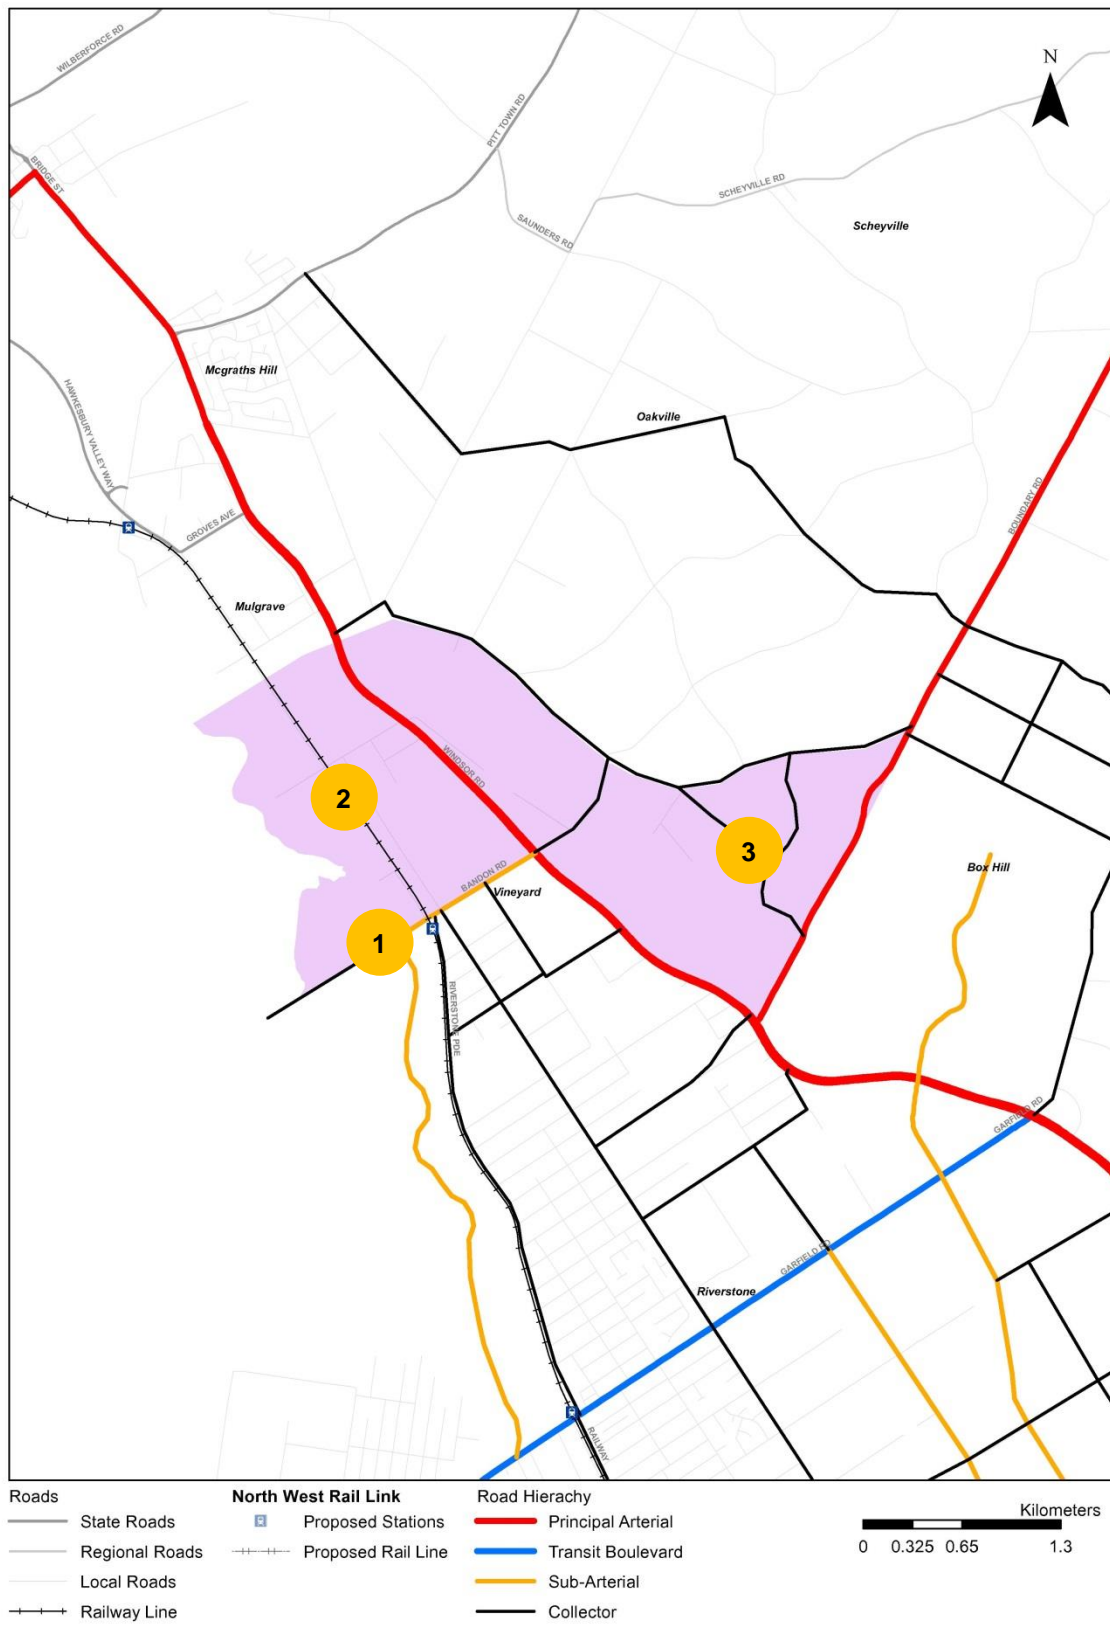 WILBERFORCE RD
N
PITT TOWN RD
BRIDGE ST
SCHEYVILLE RD
SAUNDERS RD
Scheyville
Mcgraths Hill
HAWKESBURY VALLEY WAY
Oakville
BOUNDARY RD
GROVES AVE
Mulgrave
WINDSOR RD
2
3
BANDON RD
Vineyard
Box Hill
1
RIVERSTONE PDE
GARFIELD RD
GARFIELD RD
Riverstone
RAILWAY
Roads
State Roads
Regional Roads
Local Roads
Railway Line
North West Rail Link
Proposed Stations
Proposed Rail Line
Road Hierachy
Principal Arterial
Transit Boulevard
Sub-Arterial
Collector
Kilometers
0 0.325 0.65 1.3